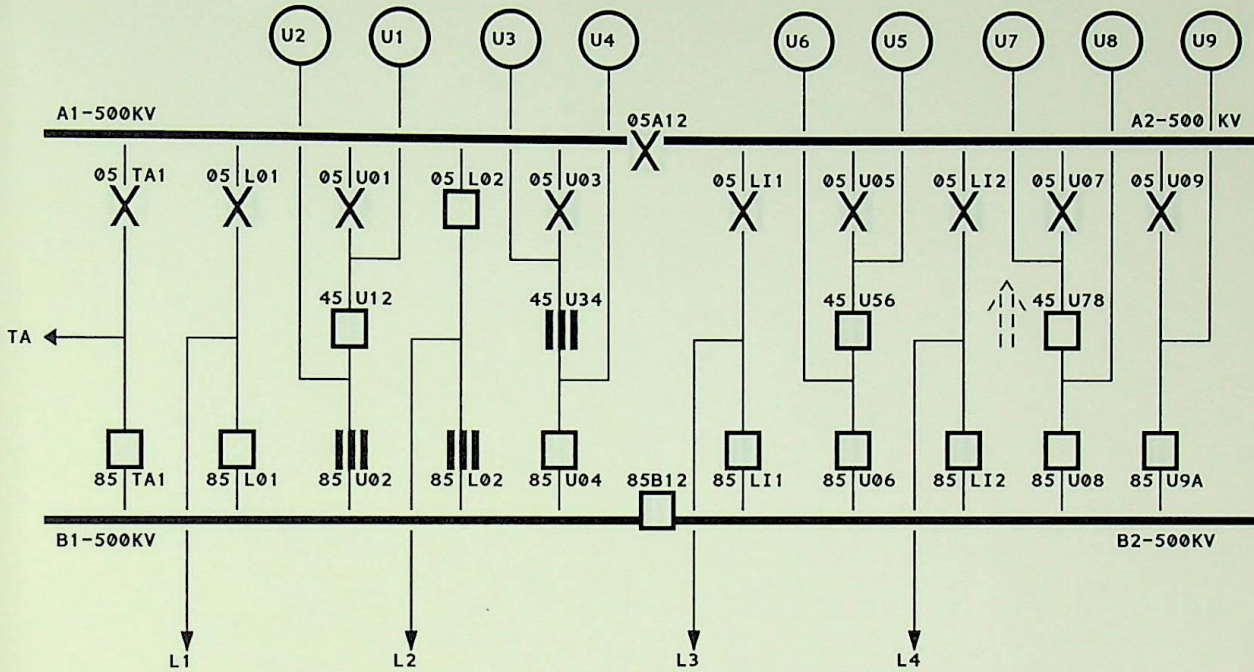 U2 U1 U3 U4 U6 U5 U7 U8 U9
A1-500KV 05A12 A2-500 KV
05 TA1 05 L01 05 U01 05 L02 05 U03 05 LI1 05 U05 05 LI2 05 U07 05 U09
45 U12 45 U34 45 U56 45 U78
TA
85 TA1 85 L01 85 U02 85 L02 85 U04 85B12 85 LI1 85 U06 85 LI2 85 U08 85 U9A
B1-500KV B2-500KV
L1 L2 L3 L4